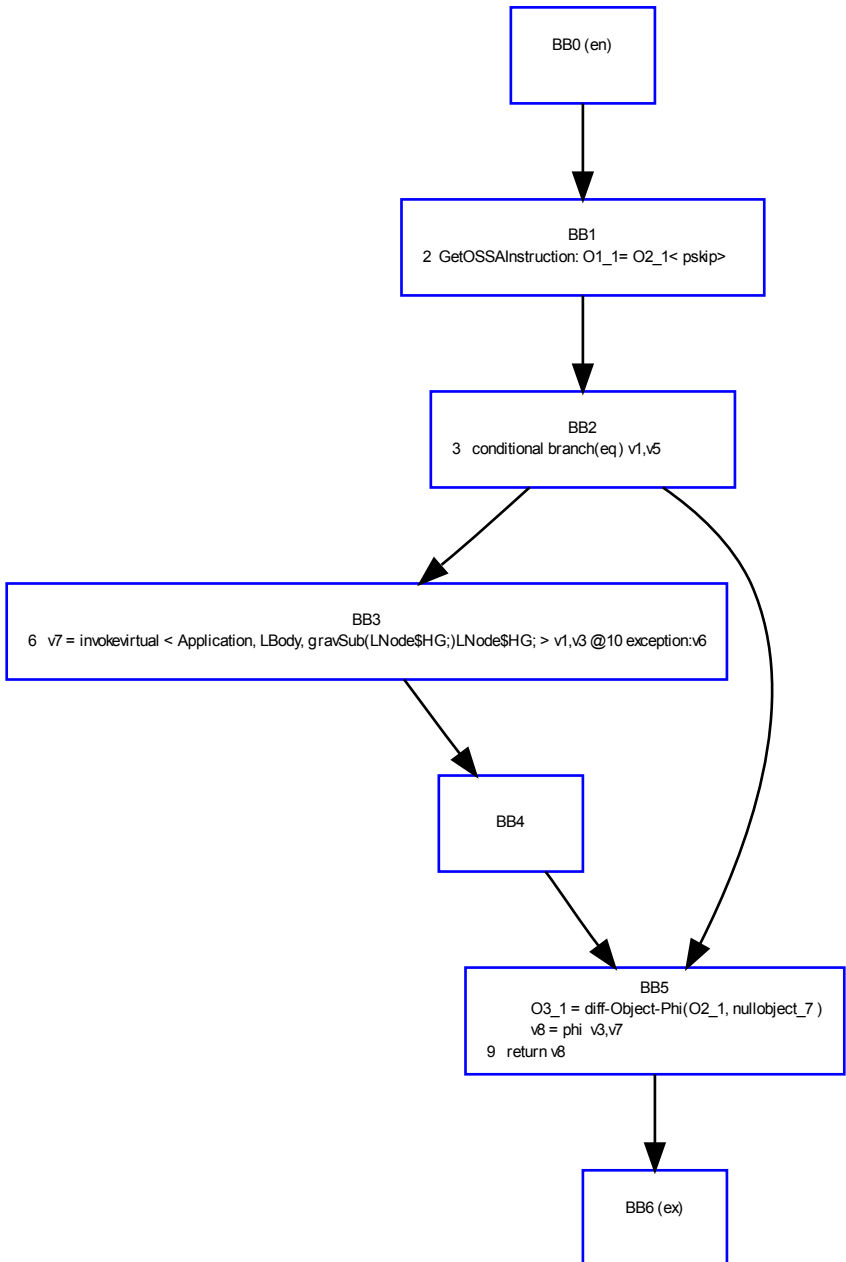 BB0 (en)
BB1
2 GetOSSAInstruction: O1_1= O2_1< pskip>
BB2
3 conditional branch(eq) v1,v5
BB3
6 v7 = invokevirtual < Application, LBody, gravSub(LNode$HG;)LNode$HG; > v1,v3 @10 exception:v6
BB4
BB5
O3_1 = diff-Object-Phi(O2_1, nullobject_7 )
v8 = phi v3,v7
9 return v8
BB6 (ex)